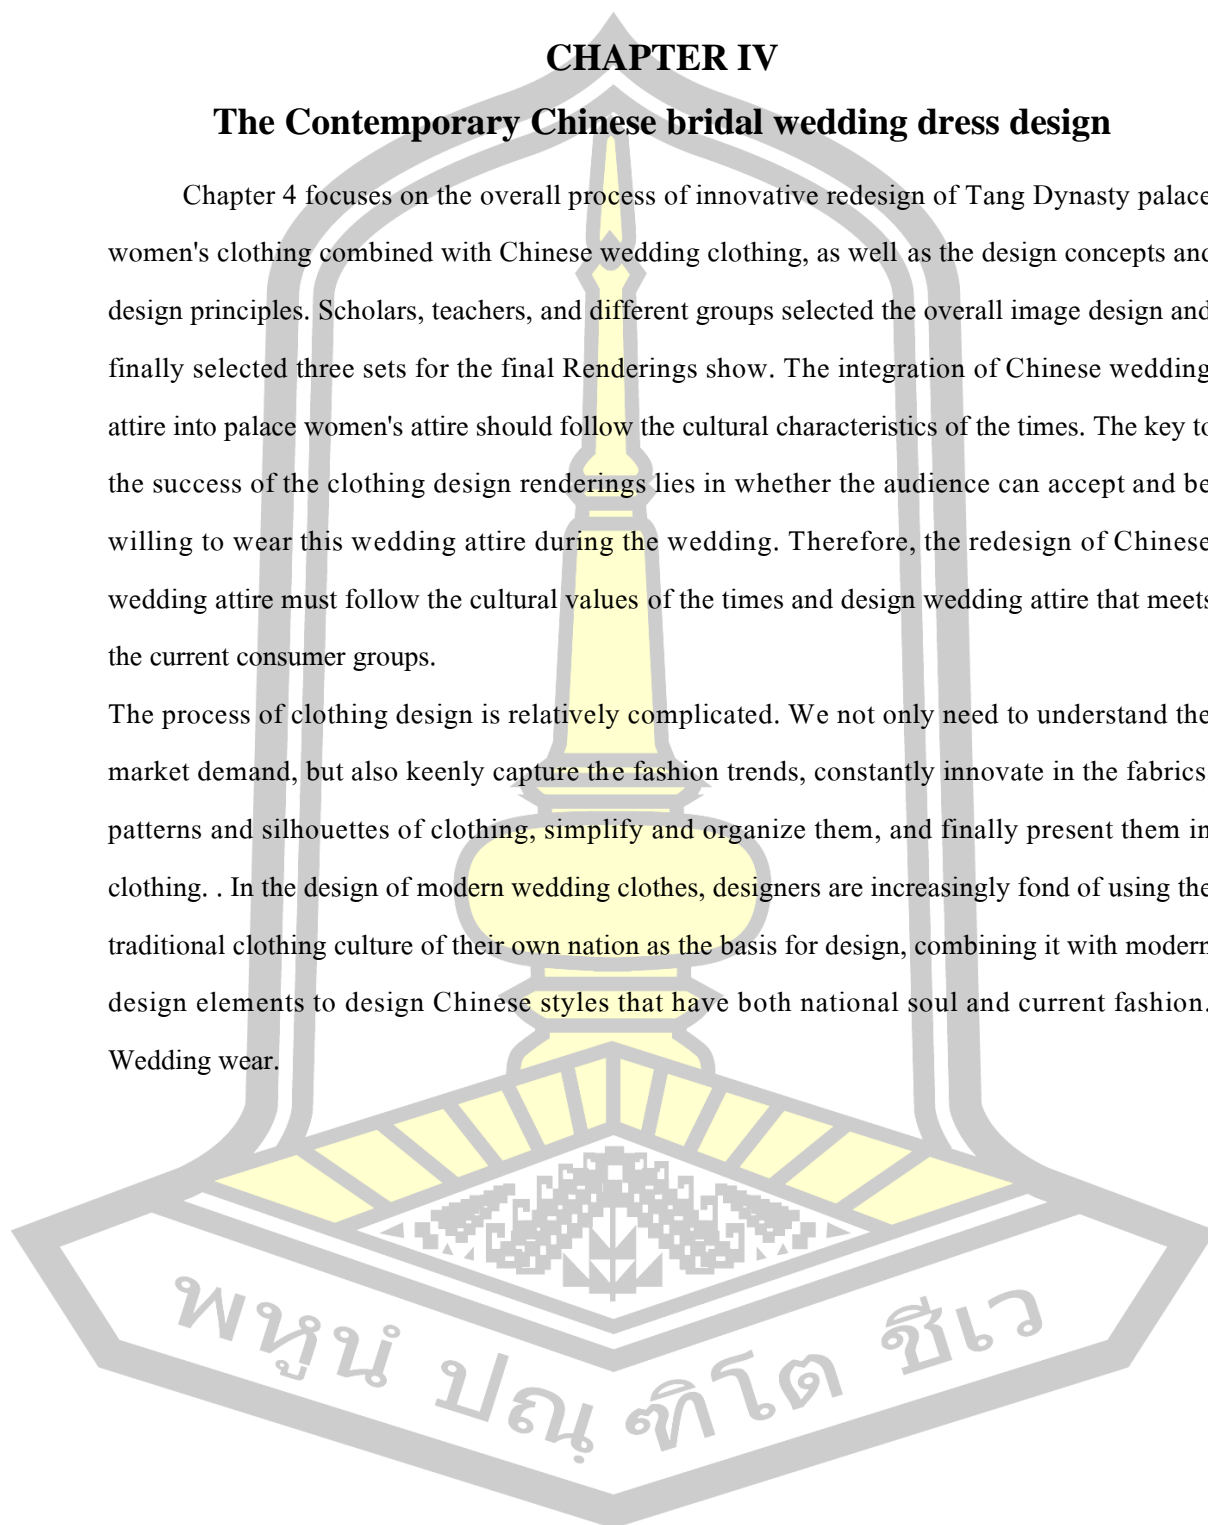 CHAPTER IV
The Contemporary Chinese bridal wedding dress design
Chapter 4 focuses on the overall process of innovative redesign of Tang Dynasty palace
women's clothing combined with Chinese wedding clothing, as well as the design concepts and
design principles. Scholars, teachers, and different groups selected the overall image design and
finally selected three sets for the final Renderings show. The integration of Chinese wedding
attire into palace women's attire should follow the cultural characteristics of the times. The key to
the success of the clothing design renderings lies in whether the audience can accept and be
willing to wear this wedding attire during the wedding. Therefore, the redesign of Chinese
wedding attire must follow the cultural values of the times and design wedding attire that meets
the current consumer groups.
The process of clothing design is relatively complicated. We not only need to understand the
market demand, but also keenly capture the fashion trends, constantly innovate in the fabrics
patterns and silhouettes of clothing, simplify and organize them, and finally present them in
clothing. . In the design of modern wedding clothes, designers are increasingly fond of using the
traditional clothing culture of their own nation as the basis for design, combining it with modern
design elements to design Chinese styles that have both national soul and current fashion.
Wedding wear.
พหูนํ ปณฺ ฑิโต ชีเว